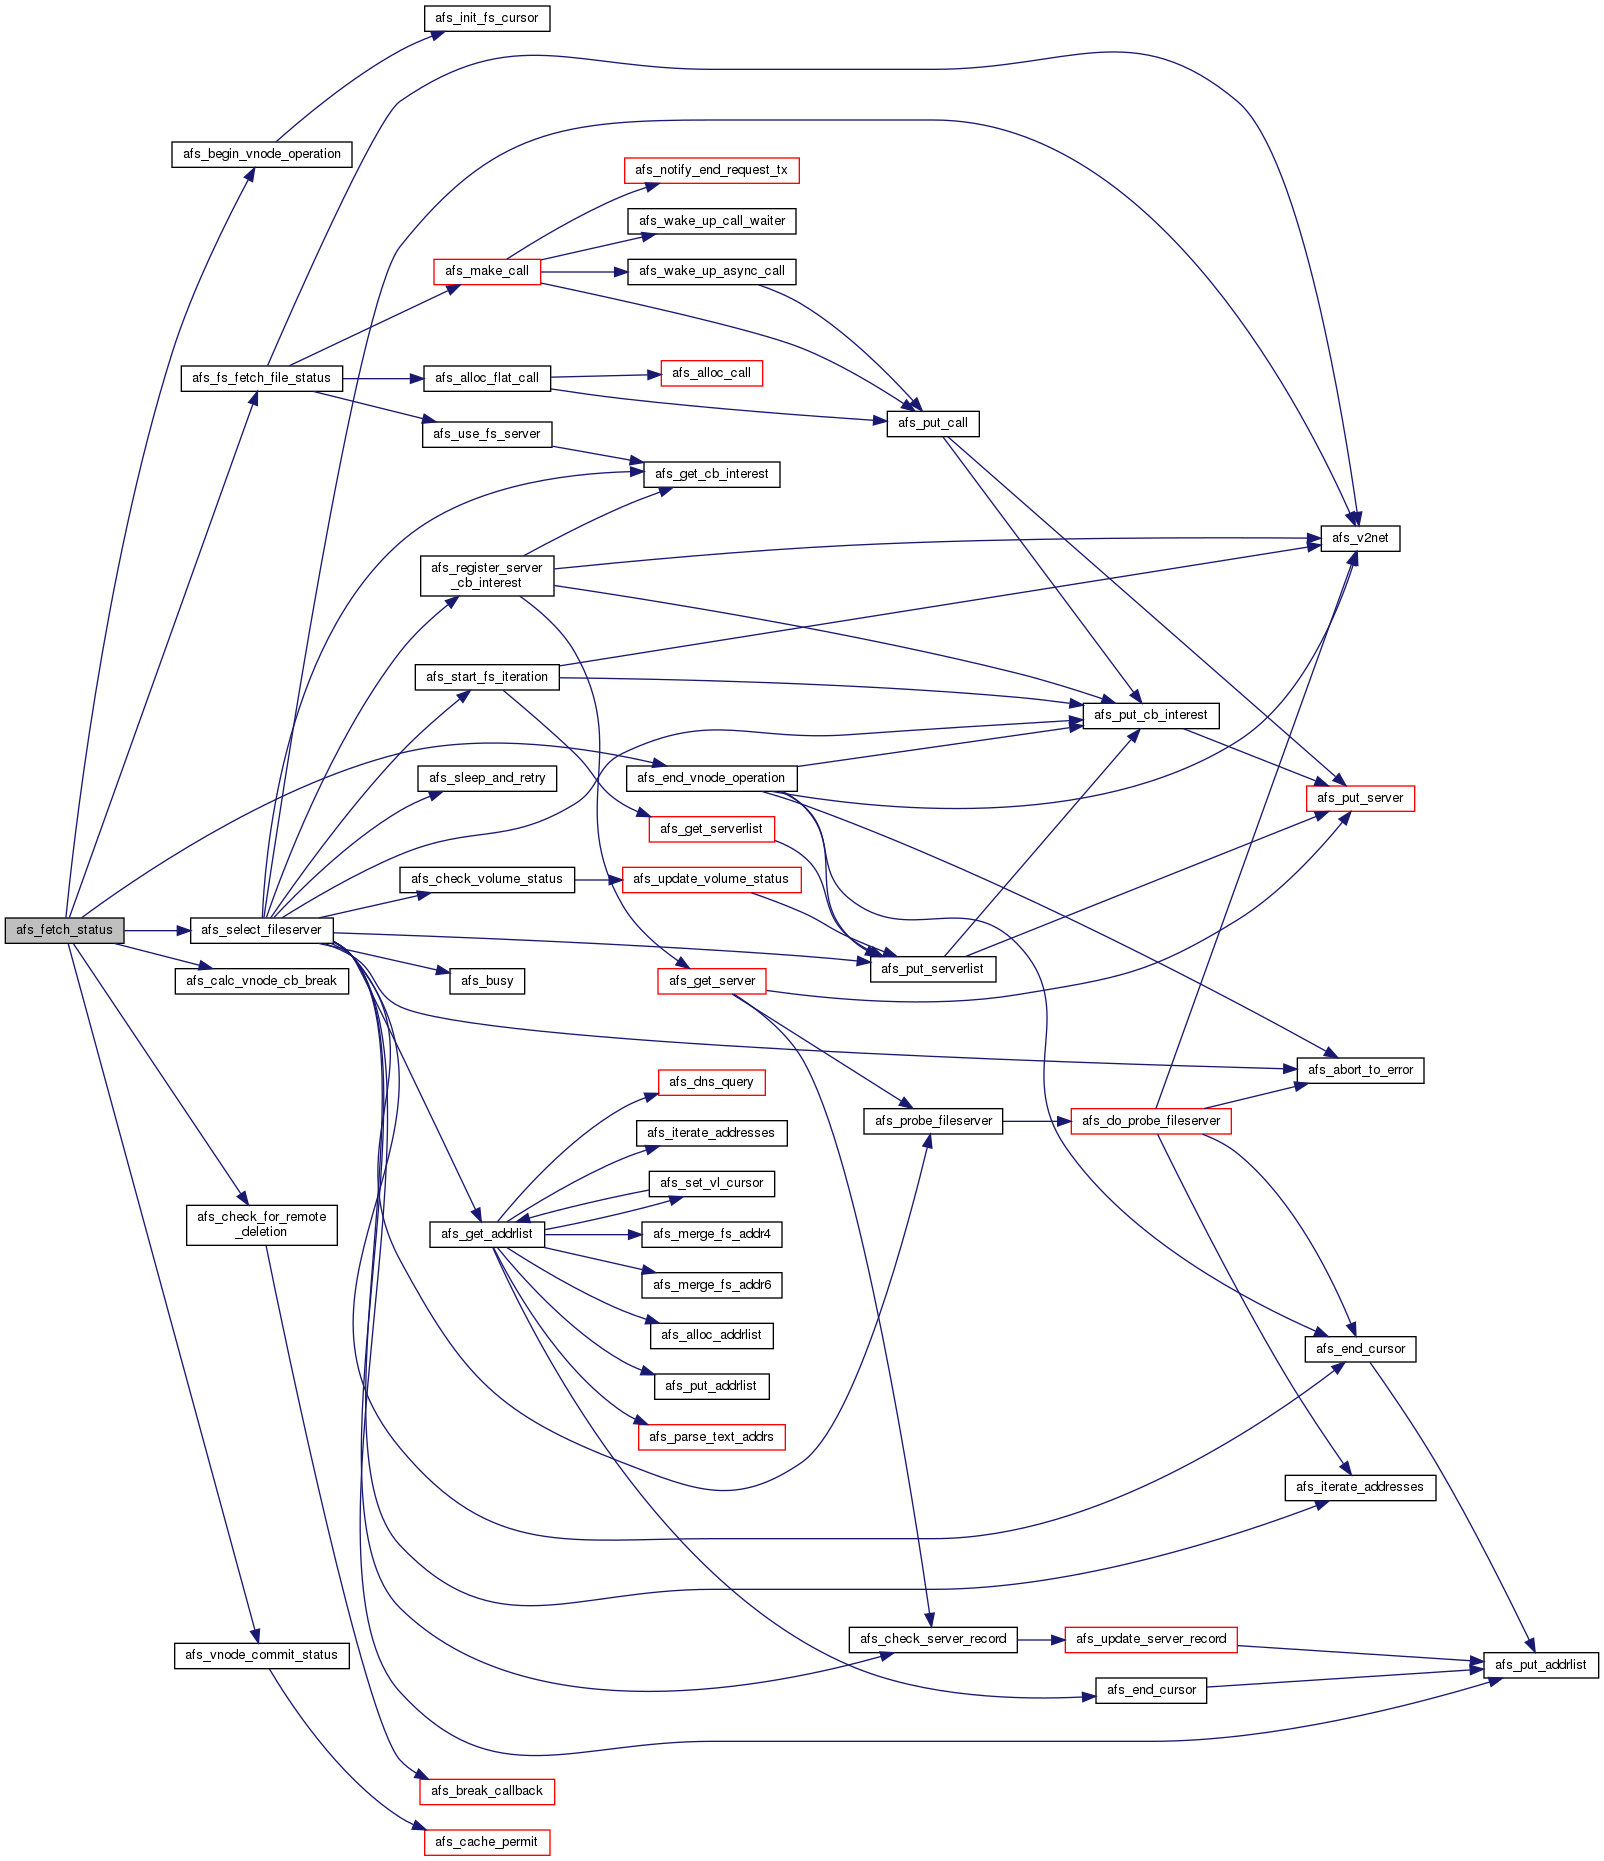 afs_init_fs_cursor
afs_begin_vnode_operation
afs_notify_end_request_tx
afs_wake_up_call_waiter
afs_make_call
afs_wake_up_async_call
afs_fs_fetch_file_status
afs_alloc_flat_call
afs_alloc_call
afs_put_call
afs_use_fs_server
afs_get_cb_interest
afs_v2net
afs_register_server
_cb_interest
afs_start_fs_iteration
afs_put_cb_interest
afs_sleep_and_retry
afs_end_vnode_operation
afs_put_server
afs_get_serverlist
afs_check_volume_status
afs_update_volume_status
afs_fetch_status
afs_select_fileserver
afs_put_serverlist
afs_calc_vnode_cb_break
afs_busy
afs_get_server
afs_abort_to_error
afs_dns_query
afs_probe_fileserver
afs_do_probe_fileserver
afs_iterate_addresses
afs_set_vl_cursor
afs_check_for_remote
_deletion
afs_get_addrlist
afs_merge_fs_addr4
afs_merge_fs_addr6
afs_alloc_addrlist
afs_end_cursor
afs_put_addrlist
afs_parse_text_addrs
afs_iterate_addresses
afs_check_server_record
afs_update_server_record
afs_vnode_commit_status
afs_put_addrlist
afs_end_cursor
afs_break_callback
afs_cache_permit